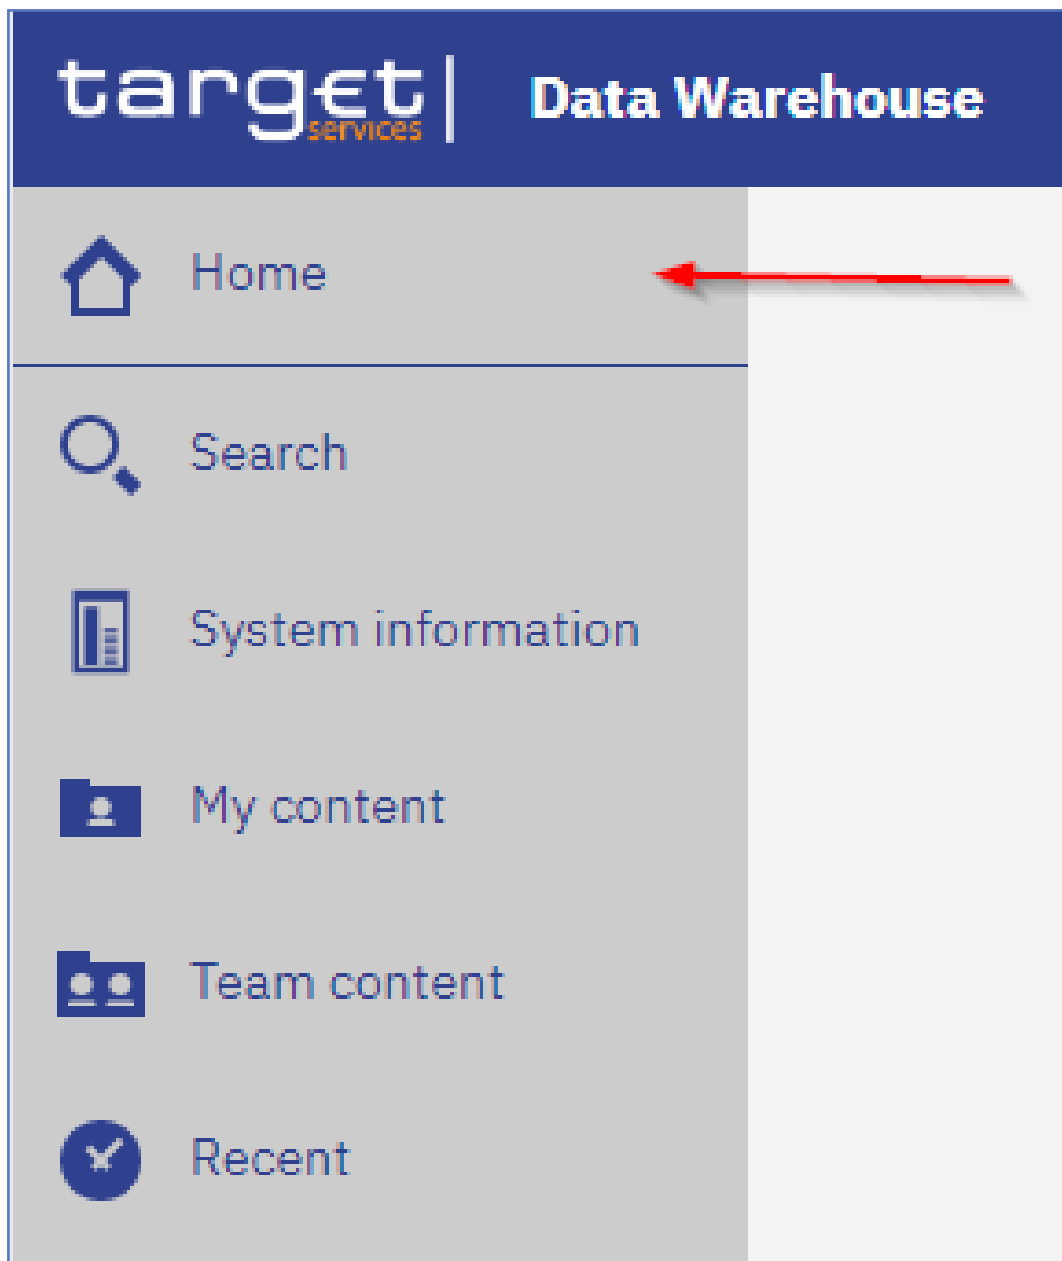 target | Data Warehouse
services
Home
Search
System information
My content
Team content
Recent